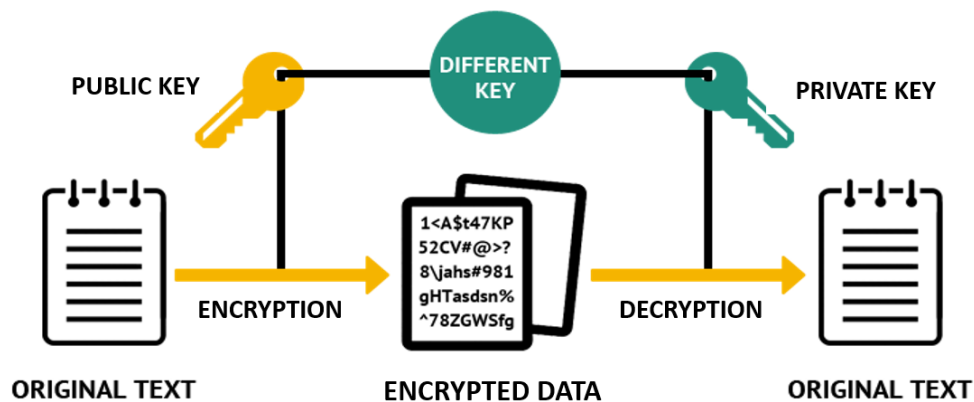 DIFFERENT
KEY
PUBLIC KEY
PRIVATE KEY
1<A$t47KP
52CV#@>?
8\jahs#981
gHTasdsn%
^78ZGWSfg
ENCRYPTION
DECRYPTION
ORIGINAL TEXT
ENCRYPTED DATA
ORIGINAL TEXT